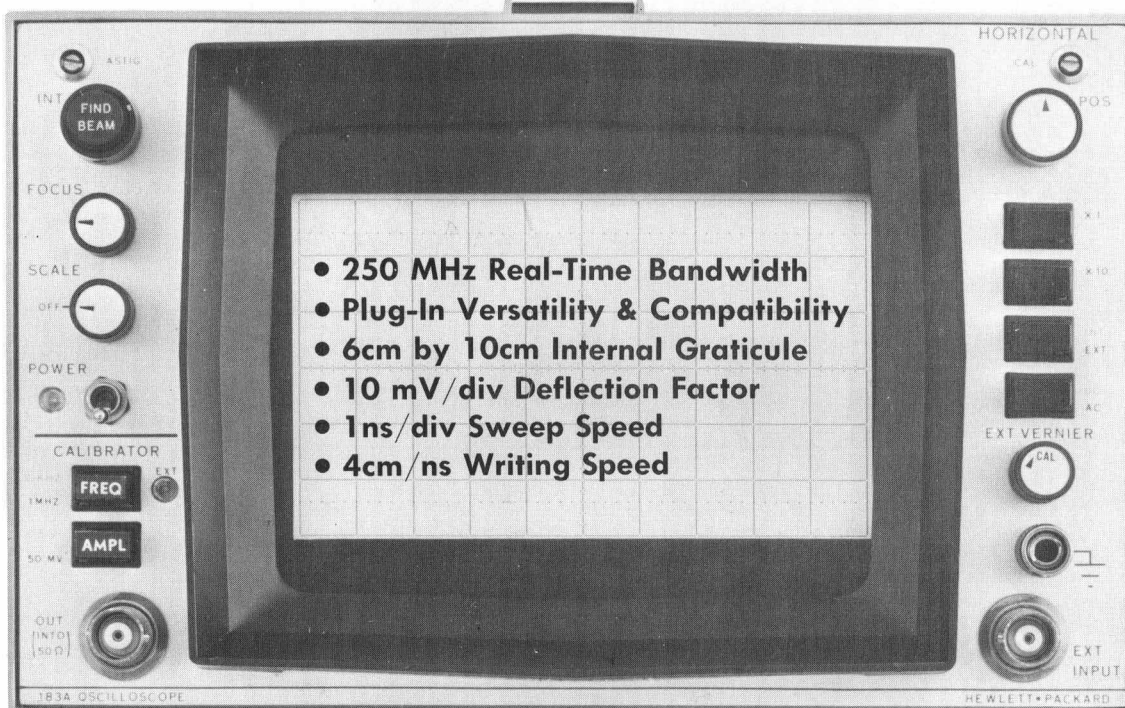 HORIZONTAL
ASTIG
CAL
INT
FIND
BEAM
POS
FOCUS
X 1
SCALE
X 10
OFF
• 250 MHz Real-Time Bandwidth
• Plug-In Versatility & Compatibility
• 6cm by 10cm Internal Graticule
• 10 mV/div Deflection Factor
• 1ns/div Sweep Speed
• 4cm/ns Writing Speed
EXT
POWER
AC
CALIBRATOR
EXT VERNIER
EXT
CAL
FREQ
1MHZ
AMPL
50 MV
OUT
INTO
50Ω
EXT
INPUT
183A OSCILLOSCOPE
HEWLETT•PACKARD